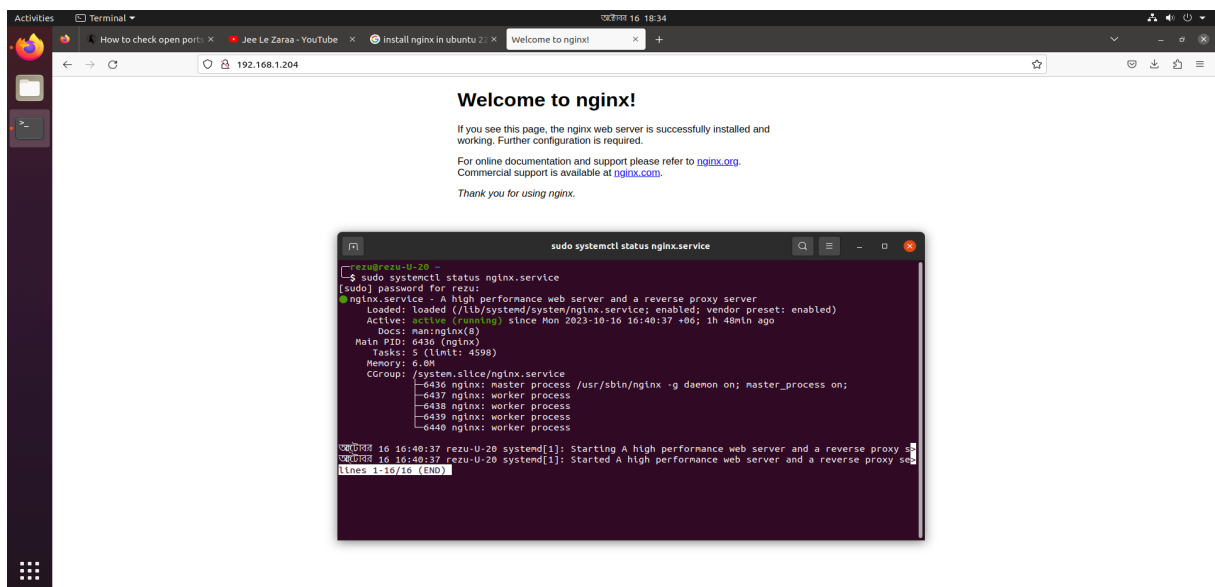 Activities
Terminal
অক্টোবর 16 18:34
How to check open ports
Jee Le Zaraa - YouTube
install nginx in ubuntu 22
Welcome to nginx!
192.168.1.204
Welcome to nginx!
If you see this page, the nginx web server is successfully installed and
working. Further configuration is required.
For online documentation and support please refer to nginx.org.
Commercial support is available at nginx.com.
Thank you for using nginx.
sudo systemctl status nginx.service
rezu@rezu-U-20 ~
$ sudo systemctl status nginx.service
[sudo] password for rezu:
nginx.service - A high performance web server and a reverse proxy server
Loaded: loaded (/lib/systemd/system/nginx.service; enabled; vendor preset: enabled)
Active: active (running) since Mon 2023-10-16 16:40:37 +06; 1h 48min ago
Docs: man:nginx(8)
Main PID: 6436 (nginx)
Tasks: 5 (limit: 4598)
Memory: 6.0M
CGroup: /system.slice/nginx.service
├─6436 nginx: master process /usr/sbin/nginx -g daemon on; master_process on;
├─6437 nginx: worker process
├─6438 nginx: worker process
├─6439 nginx: worker process
└─6440 nginx: worker process
অক্টোবর 16 16:40:37 rezu-U-20 systemd[1]: Starting A high performance web server and a reverse proxy s>
অক্টোবর 16 16:40:37 rezu-U-20 systemd[1]: Started A high performance web server and a reverse proxy se>
lines 1-16/16 (END)